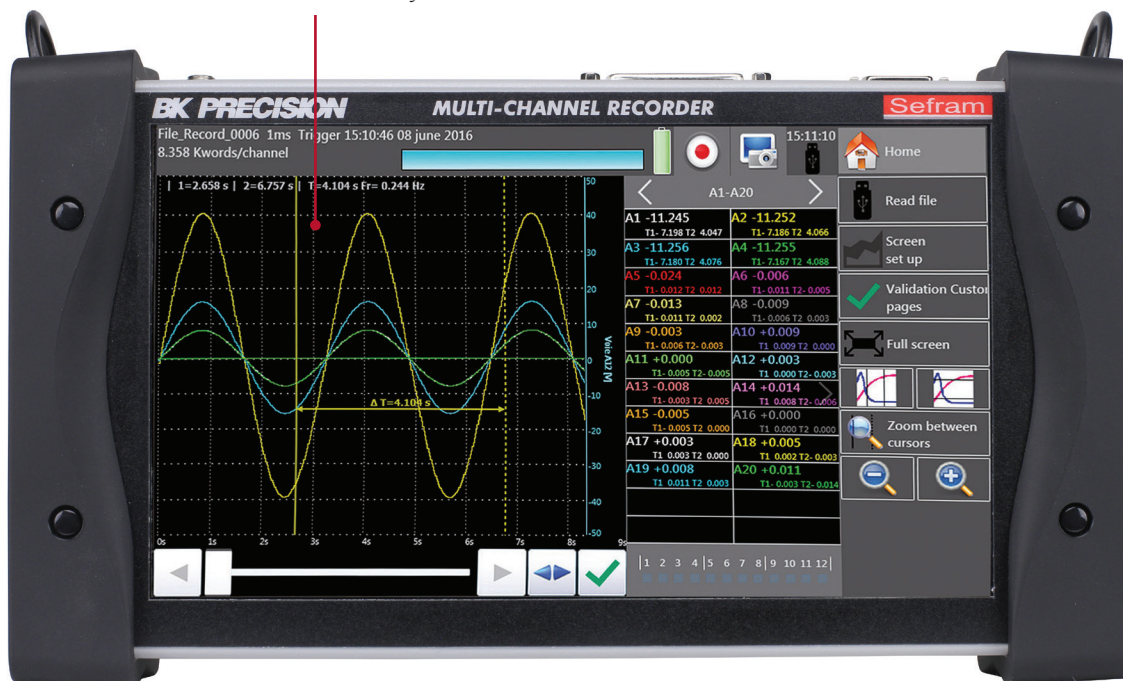 BK PRECISION MULTI-CHANNEL RECORDER Sefram
File_Record_0006 1ms Trigger 15:10:46 08 june 2016
8.358 Kwords/channel
15:11:10
Home
| 1=2.658 s | 2=6.757 s | T=4.104 s Fr= 0.244 Hz
50
40
30
20
10
0
-10
-20
-30
-40
-50
Voie A12 M
Δ T=4.104 s
0s 1s 2s 3s 4s 5s 6s 7s 8s 9s
A1-A20
A1 -11.245 A2 -11.252
T1- 7.198 T2 4.047 T1- 7.186 T2 4.066
A3 -11.256 A4 -11.255
T1- 7.180 T2 4.076 T1- 7.167 T2 4.088
A5 -0.024 A6 -0.006
T1- 0.012 T2 0.012 T1- 0.011 T2- 0.005
A7 -0.013 A8 -0.009
T1- 0.011 T2 0.002 T1- 0.006 T2 0.003
A9 -0.003 A10 +0.009
T1- 0.006 T2- 0.003 T1 0.009 T2 0.000
A11 +0.000 A12 +0.003
T1- 0.005 T2- 0.005 T1 0.000 T2- 0.003
A13 -0.008 A14 +0.014
T1- 0.003 T2 0.005 T1 0.008 T2- 0.006
A15 -0.005 A16 +0.000
T1- 0.005 T2 0.000 T1 0.000 T2 0.000
A17 +0.003 A18 +0.005
T1 0.003 T2 0.000 T1 0.002 T2- 0.003
A19 +0.008 A20 +0.011
T1 0.011 T2 0.003 T1- 0.003 T2- 0.014
|1 2 3 4|5 6 7 8|9 10 11 12|
Read file
Screen
set up
Validation Custor
pages
Full screen
Zoom between
cursors